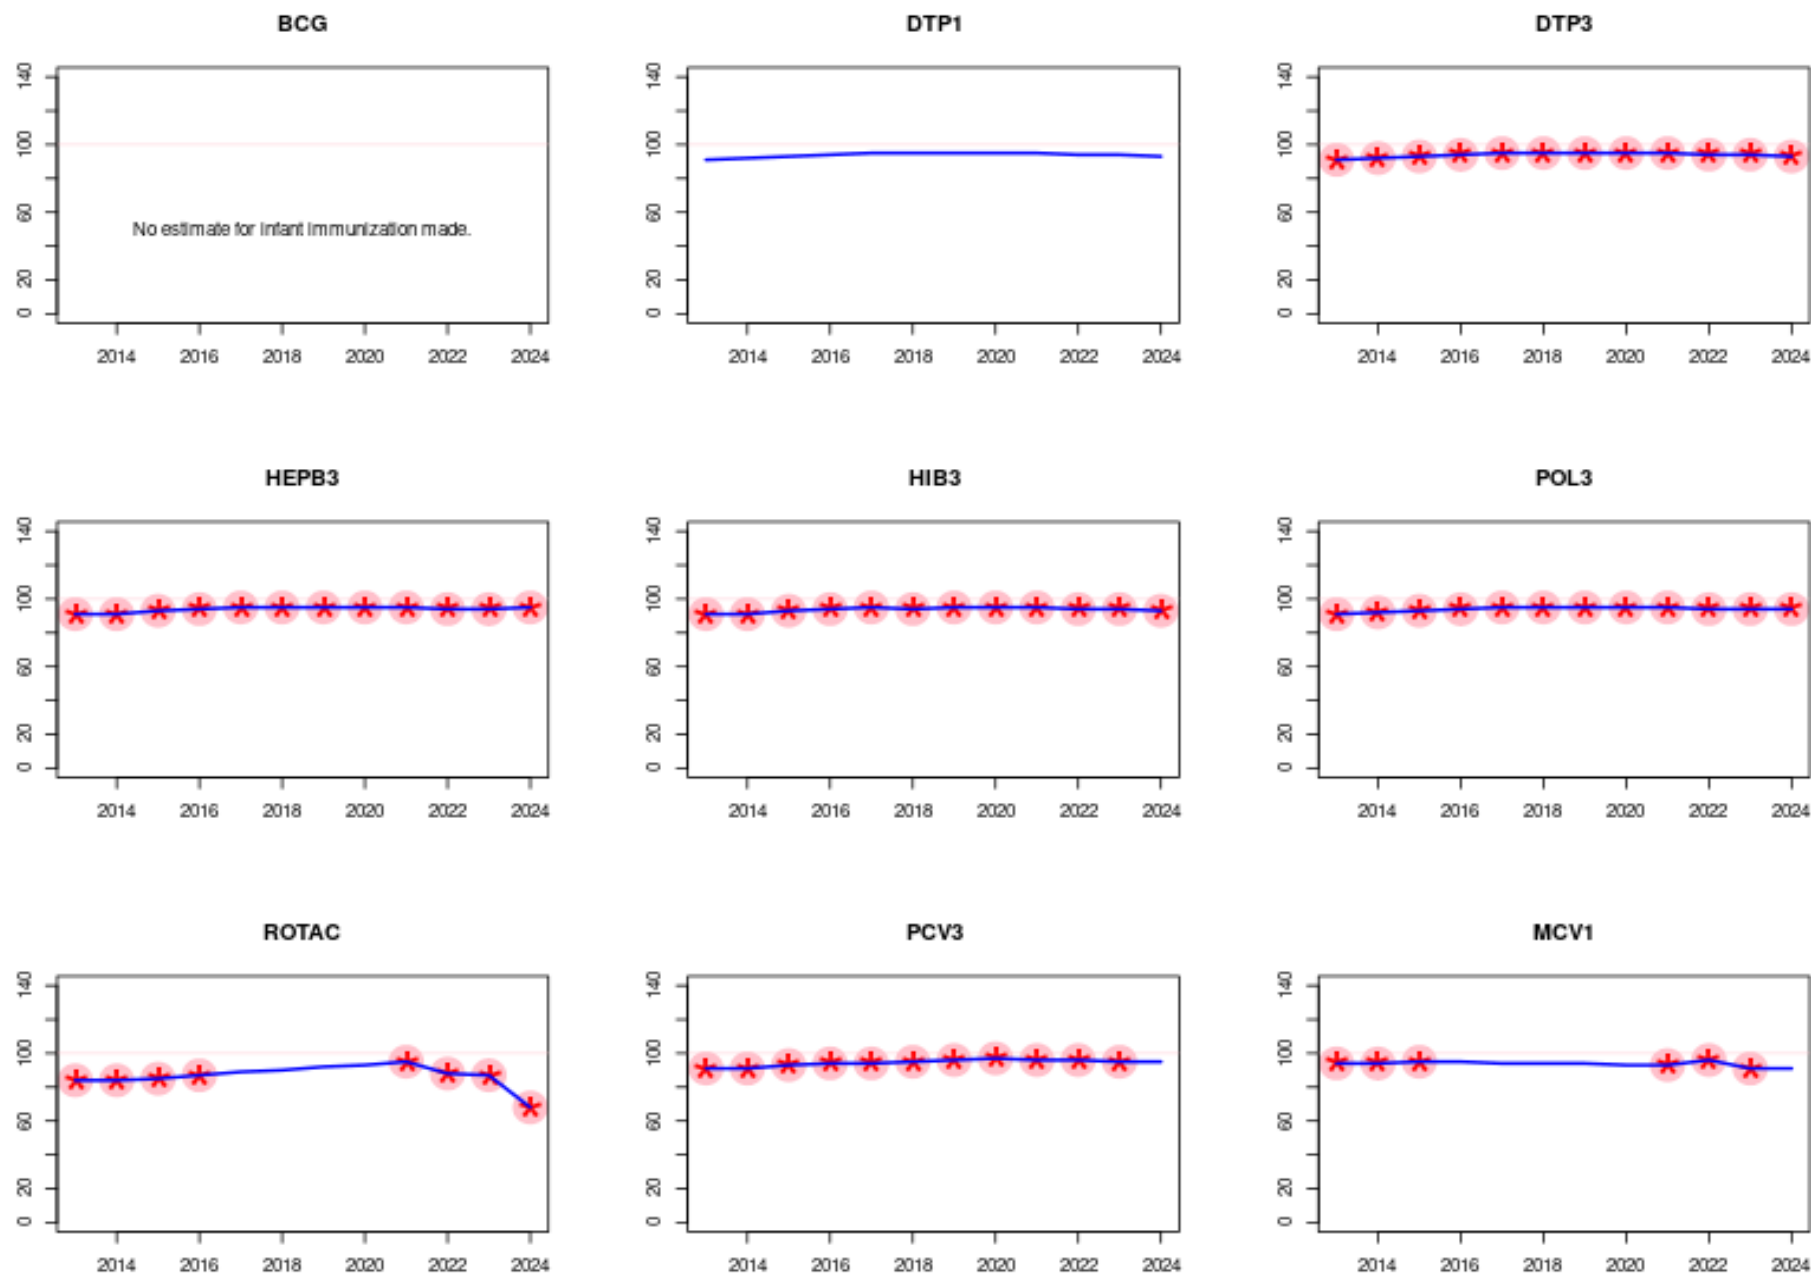 BCG DTP1 DTP3
140 140 140
100 100 100
60 60 60
No estimate for infant immunization made.
20 20 20
0 0 0
2014 2016 2018 2020 2022 2024 2014 2016 2018 2020 2022 2024 2014 2016 2018 2020 2022 2024
HEPB3 HIB3 POL3
140 140 140
100 100 100
60 60 60
20 20 20
0 0 0
2014 2016 2018 2020 2022 2024 2014 2016 2018 2020 2022 2024 2014 2016 2018 2020 2022 2024
ROTAC PCV3 MCV1
140 140 140
100 100 100
60 60 60
20 20 20
0 0 0
2014 2016 2018 2020 2022 2024 2014 2016 2018 2020 2022 2024 2014 2016 2018 2020 2022 2024